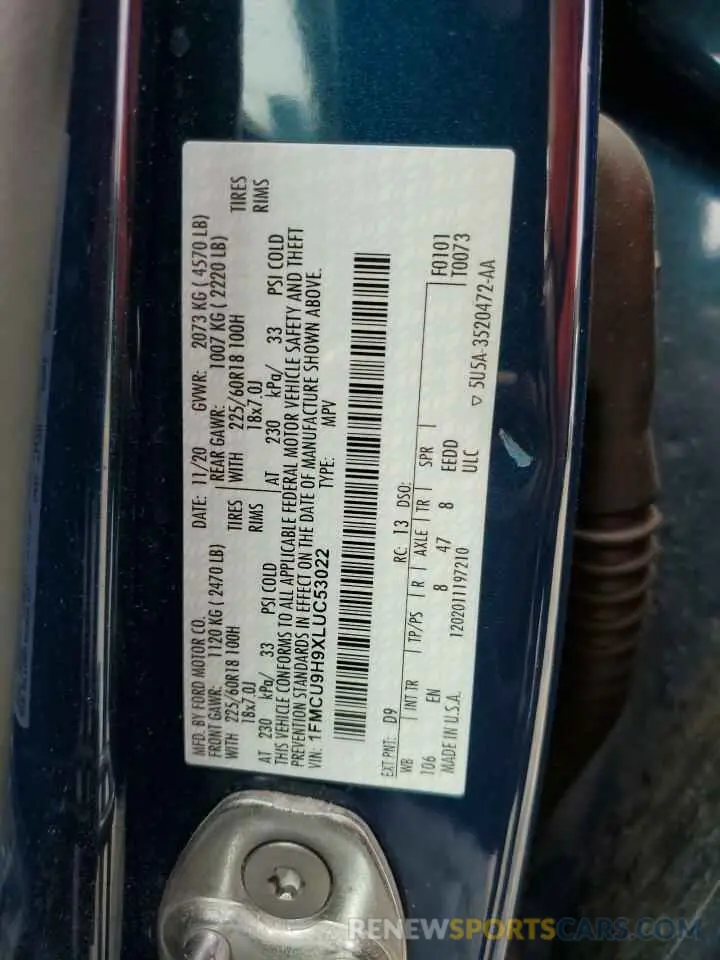 MFD. BY FORD MOTOR CO.
DATE: 11/20 GVWR: 2073 KG ( 4570 LB)
FRONT GAWR: 1120 KG ( 2470 LB) REAR GAWR: 1007 KG ( 2220 LB)
WITH 225/60R18 100H TIRES WITH 225/60R18 100H TIRES
18x7.0J RIMS 18x7.0J RIMS
AT 230 kPa/ 33 PSI COLD AT 230 kPa/ 33 PSI COLD
THIS VEHICLE CONFORMS TO ALL APPLICABLE FEDERAL MOTOR VEHICLE SAFETY AND THEFT
PREVENTION STANDARDS IN EFFECT ON THE DATE OF MANUFACTURE SHOWN ABOVE.
VIN: 1FMCU9H9XLUC53022 TYPE: MPV
EXT PNT: D9 RC: 13 DSO: F0101
WB INT TR TP/PS R AXLE TR SPR T0073
106 EN 8 47 8 EEDD
MADE IN U.S.A. 1202011197210 ULC
▽ 5U5A-3520472-AA
RENEWSPORTSCARS.COM